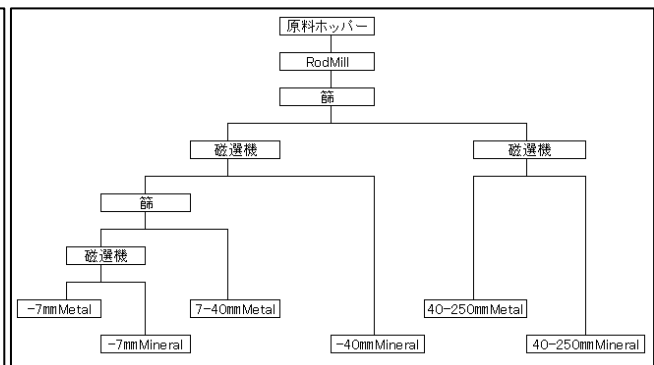 原料ホッパー
RodMill
篩
磁選機
磁選機
篩
磁選機
-7mmMetal
7-40mmMetal
40-250mmMetal
-7mmMineral
-40mmMineral
40-250mmMineral